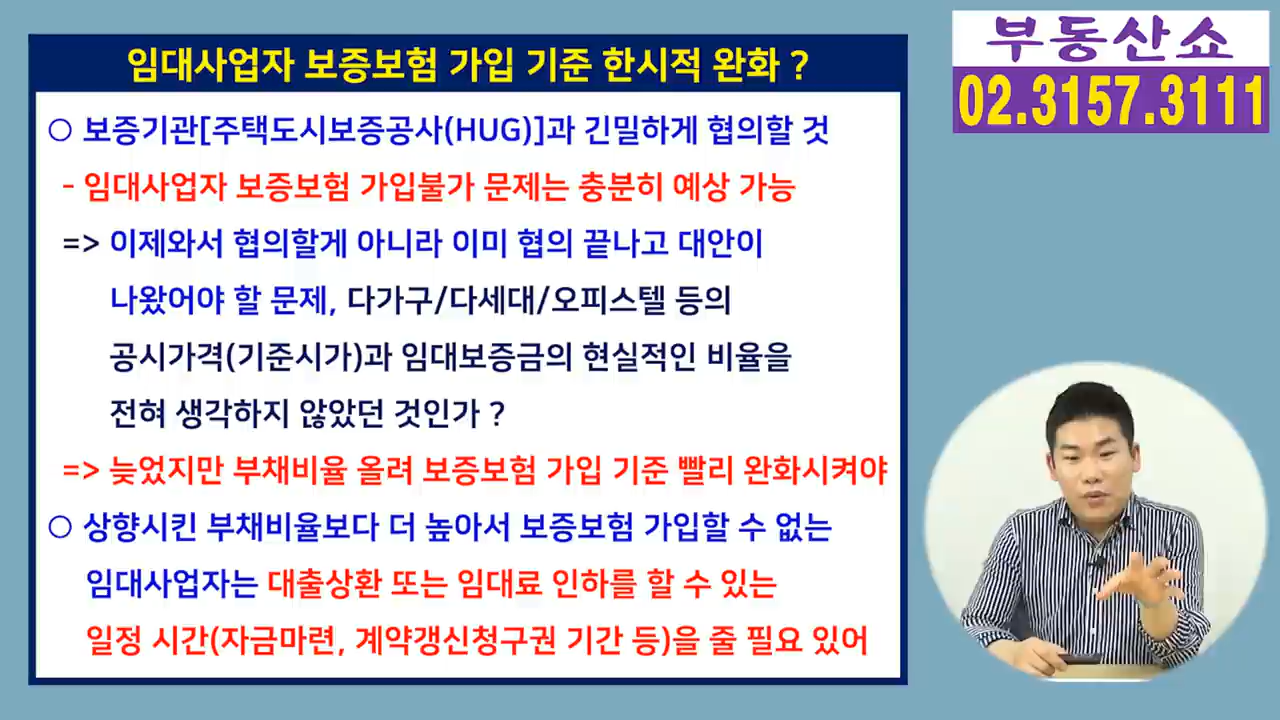 임대사업자 보증보험 가입 기준 한시적 완화 ?
○ 보증기관[주택도시보증공사(HUG)]과 긴밀하게 협의할 것
- 임대사업자 보증보험 가입불가 문제는 충분히 예상 가능
=> 이제와서 협의할게 아니라 이미 협의 끝나고 대안이
나왔어야 할 문제, 다가구/다세대/오피스텔 등의
공시가격(기준시가)과 임대보증금의 현실적인 비율을
전혀 생각하지 않았던 것인가 ?
=> 늦었지만 부채비율 올려 보증보험 가입 기준 빨리 완화시켜야
○ 상향시킨 부채비율보다 더 높아서 보증보험 가입할 수 없는
임대사업자는 대출상환 또는 임대료 인하를 할 수 있는
일정 시간(자금마련, 계약갱신청구권 기간 등)을 줄 필요 있어
부동산쇼
02.3157.3111